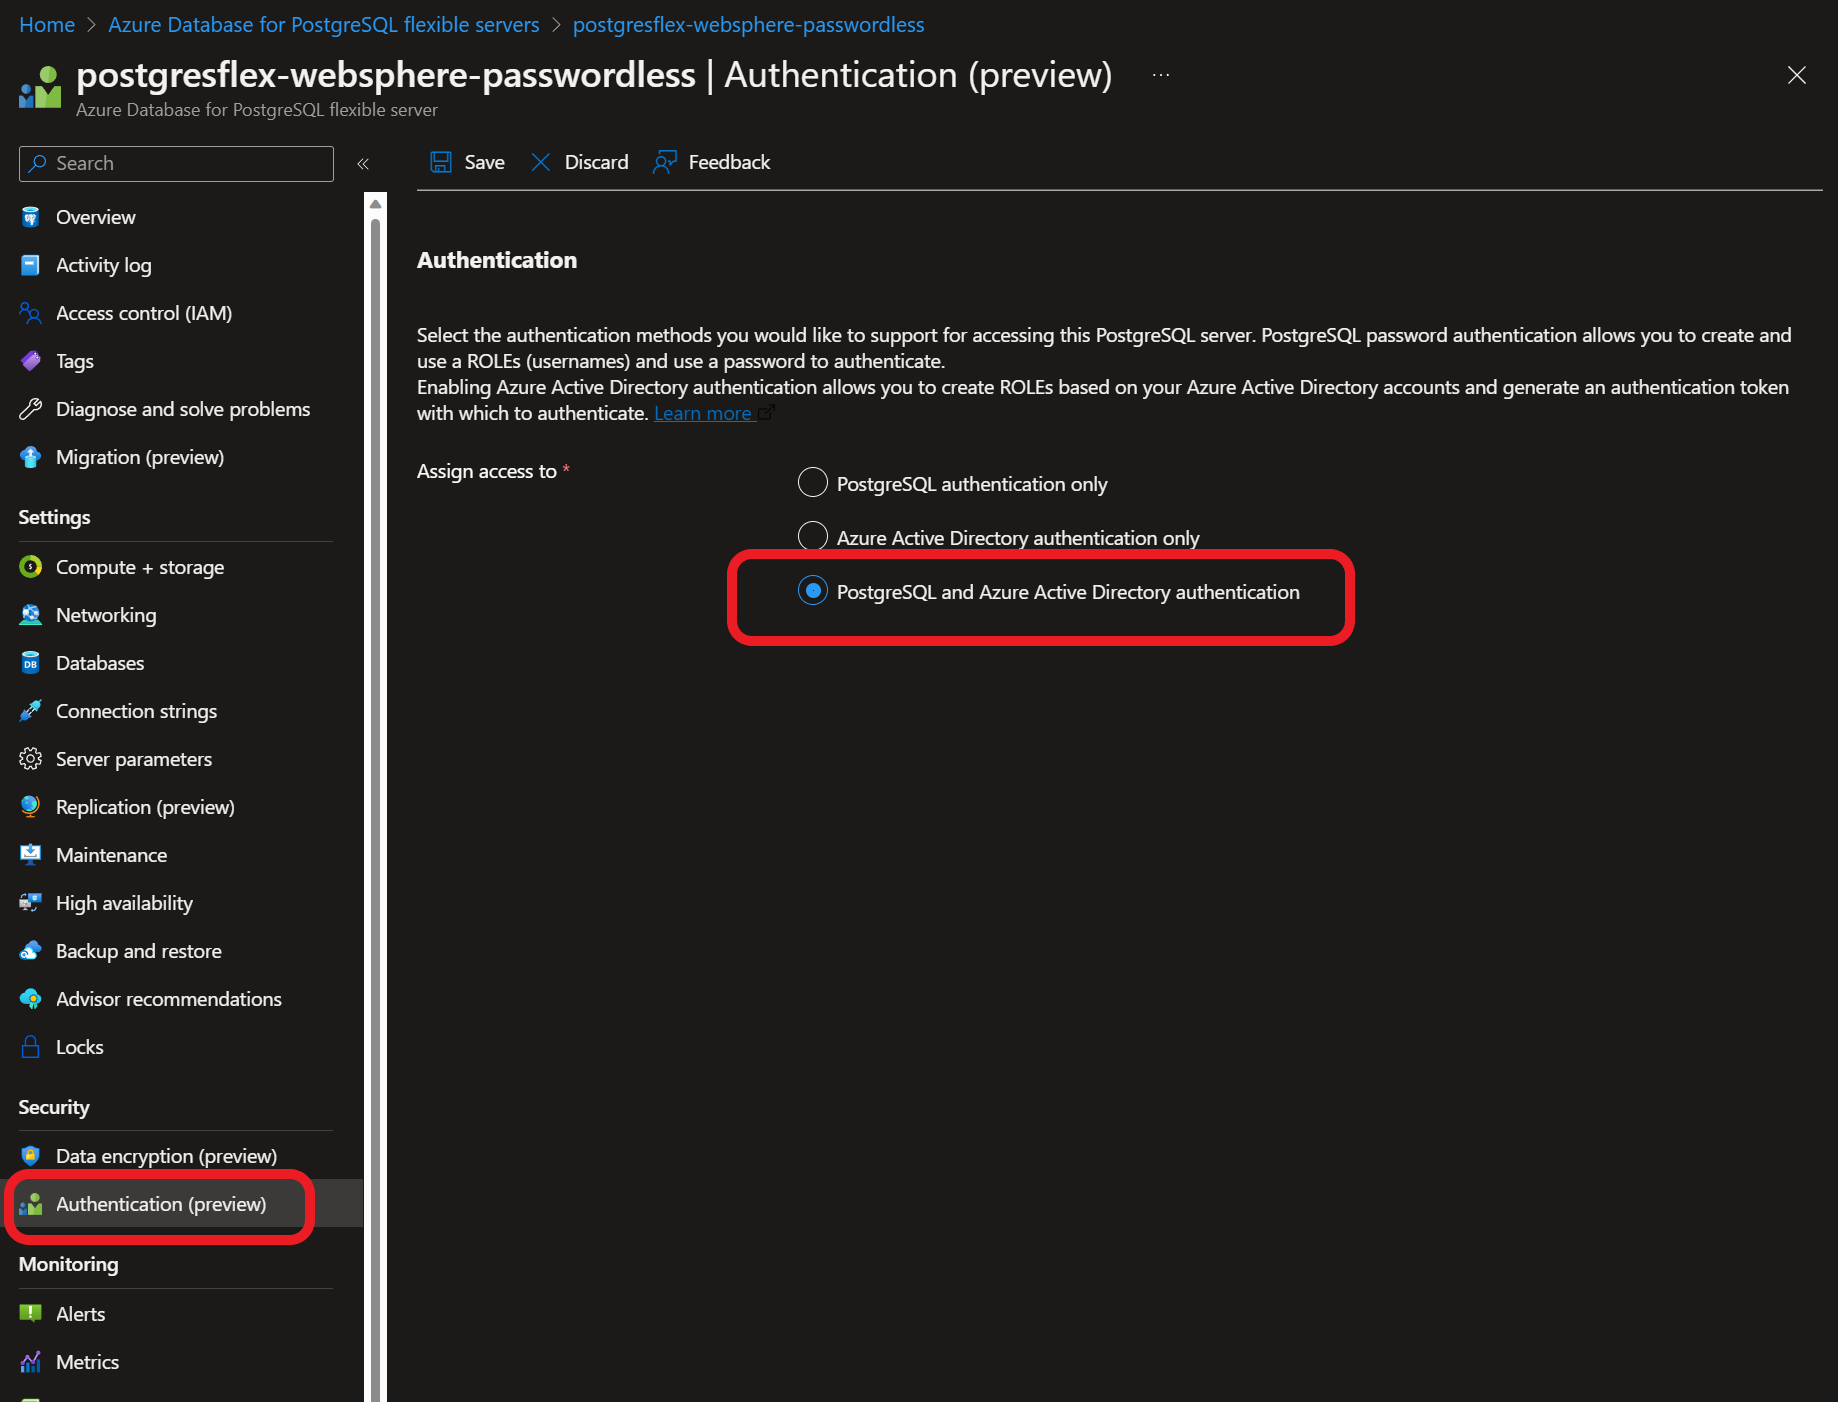 Home > Azure Database for PostgreSQL flexible servers > postgresflex-websphere-passwordless
postgresflex-websphere-passwordless | Authentication (preview) ...
Azure Database for PostgreSQL flexible server
Search
«
Save
Discard
Feedback
Overview
Activity log
Access control (IAM)
Tags
Diagnose and solve problems
Migration (preview)
Settings
Compute + storage
Networking
DB
Databases
Connection strings
Server parameters
Replication (preview)
Maintenance
High availability
Backup and restore
Advisor recommendations
Locks
Security
Data encryption (preview)
Authentication (preview)
Monitoring
Alerts
Metrics
Authentication
Select the authentication methods you would like to support for accessing this PostgreSQL server. PostgreSQL password authentication allows you to create and
use a ROLEs (usernames) and use a password to authenticate.
Enabling Azure Active Directory authentication allows you to create ROLEs based on your Azure Active Directory accounts and generate an authentication token
with which to authenticate. Learn more
Assign access to *
PostgreSQL authentication only
Azure Active Directory authentication only
PostgreSQL and Azure Active Directory authentication